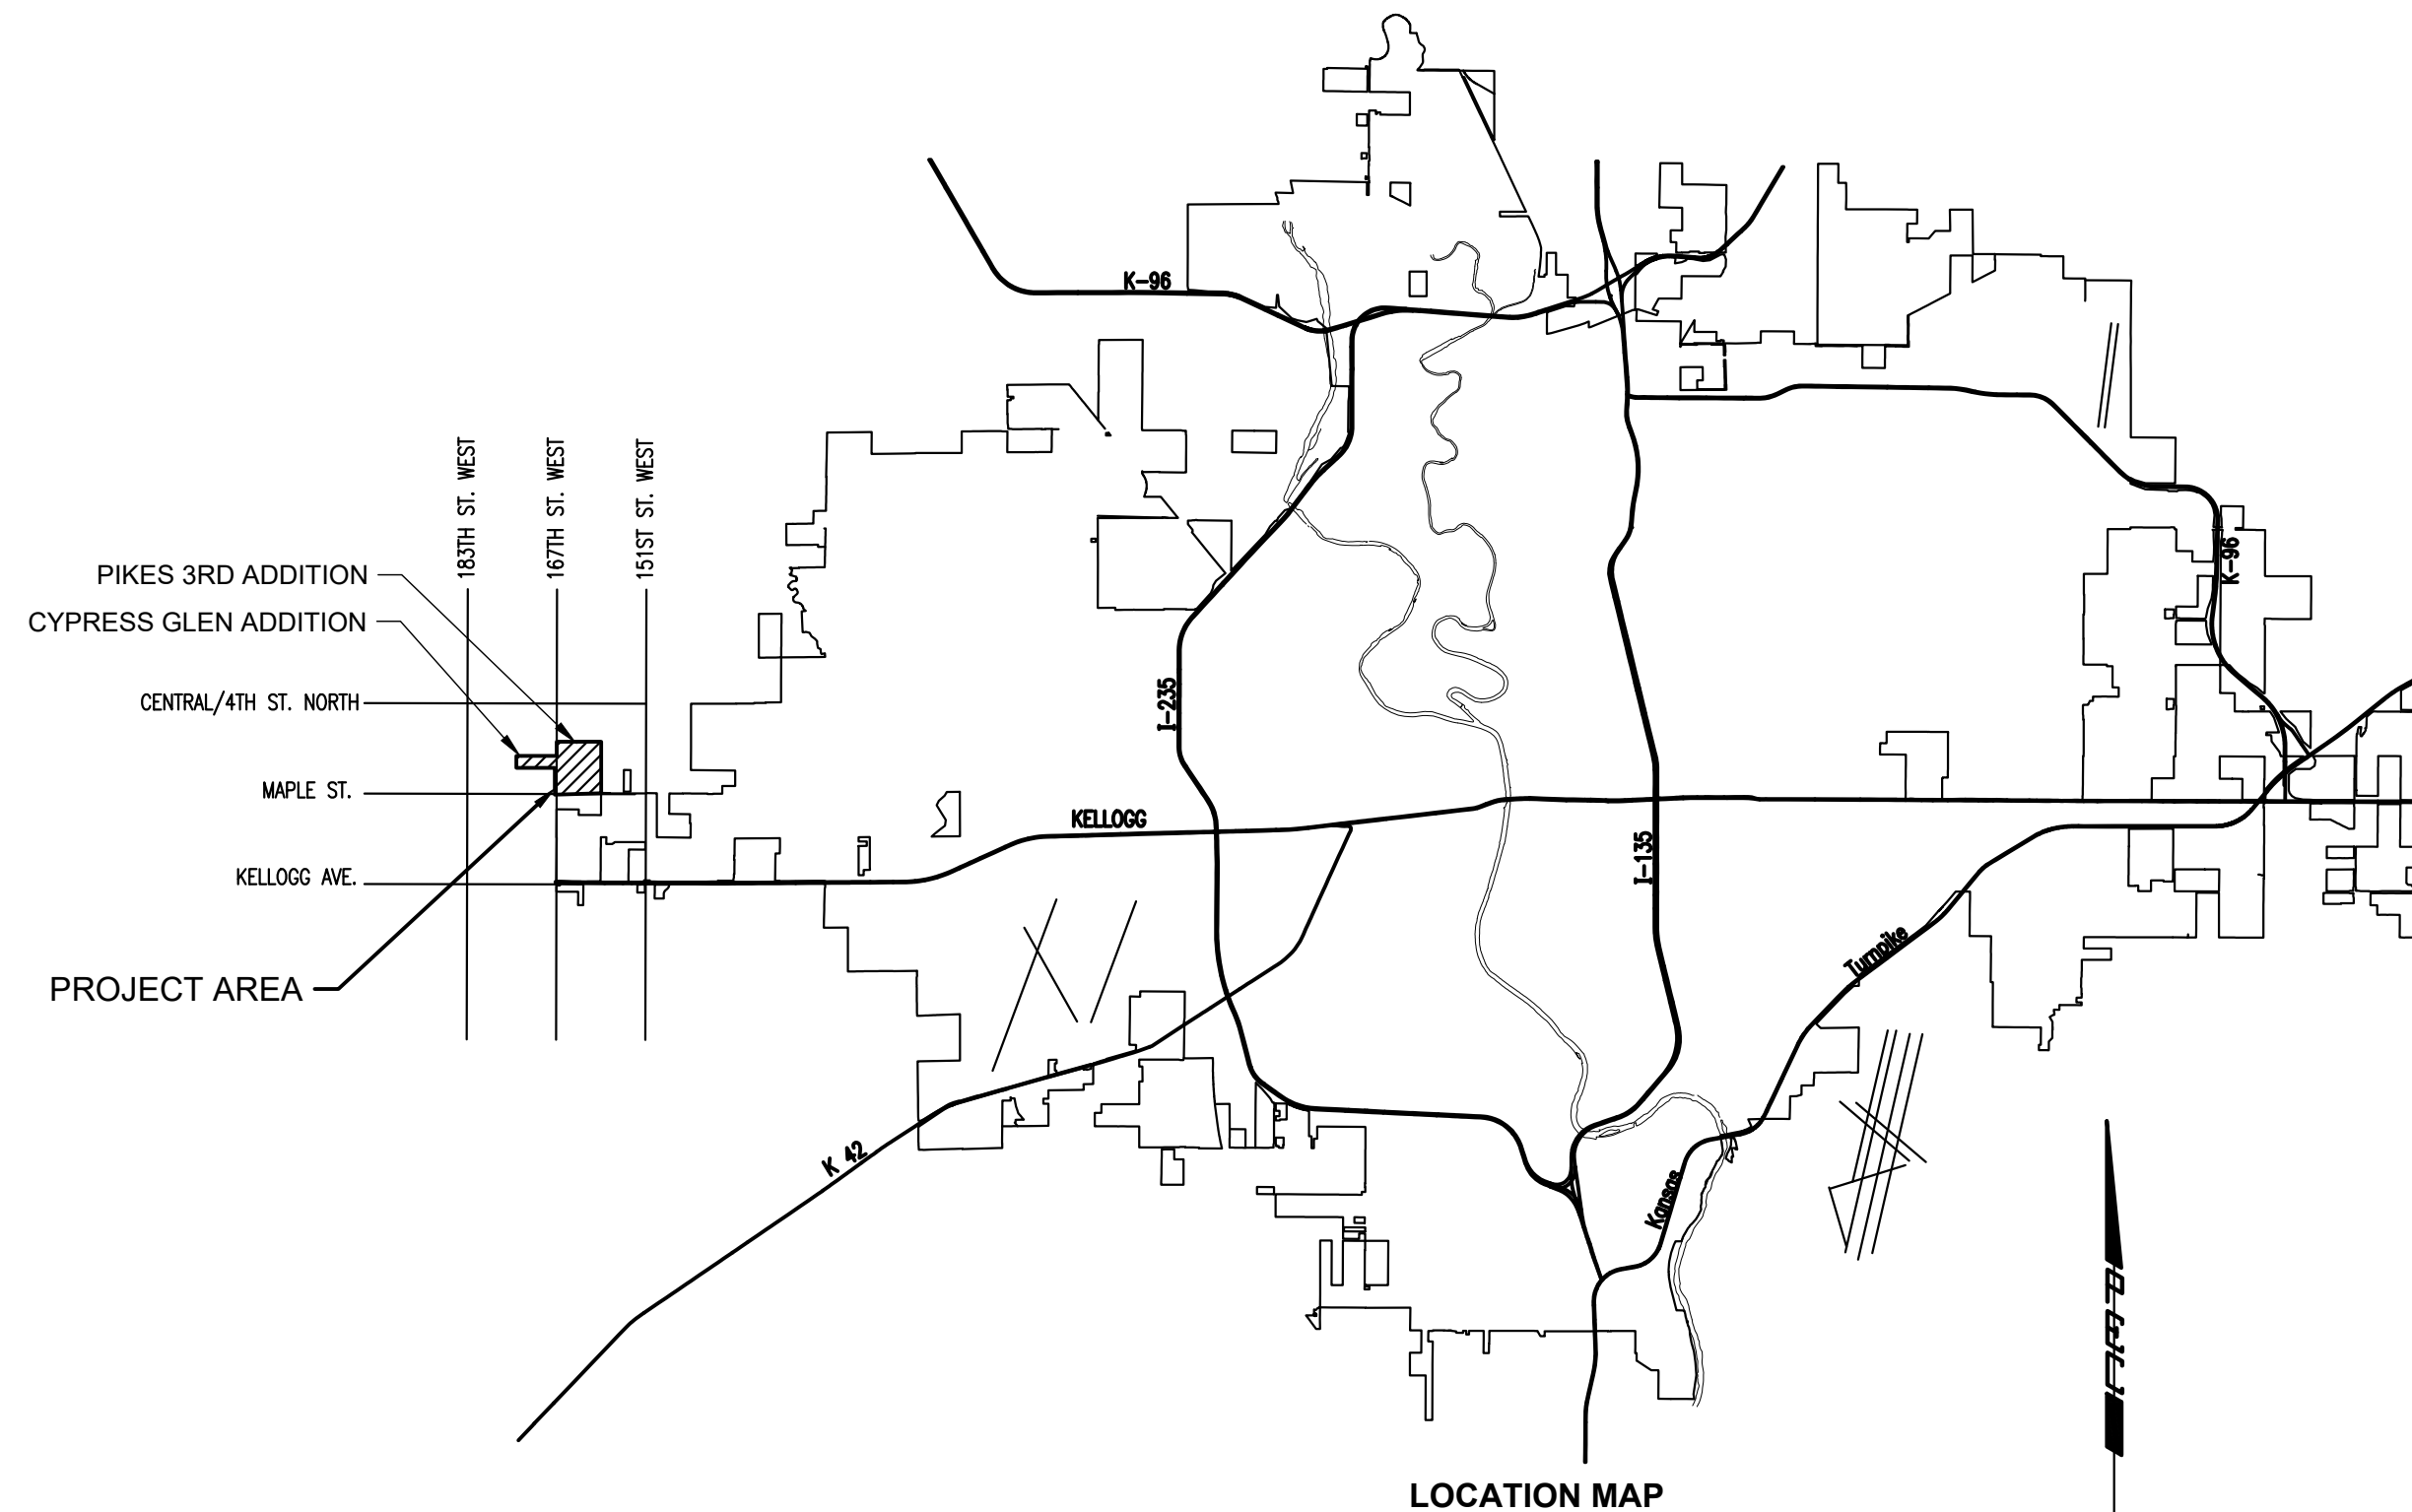 K-96
183TH ST. WEST
167TH ST. WEST
151ST ST. WEST
PIKES 3RD ADDITION
CYPRESS GLEN ADDITION
K-96
CENTRAL/4TH ST. NORTH
I-235
MAPLE ST.
KELLOGG
I-135
KELLOGG AVE.
Turnpike
PROJECT AREA
K 42
Kansas
LOCATION MAP